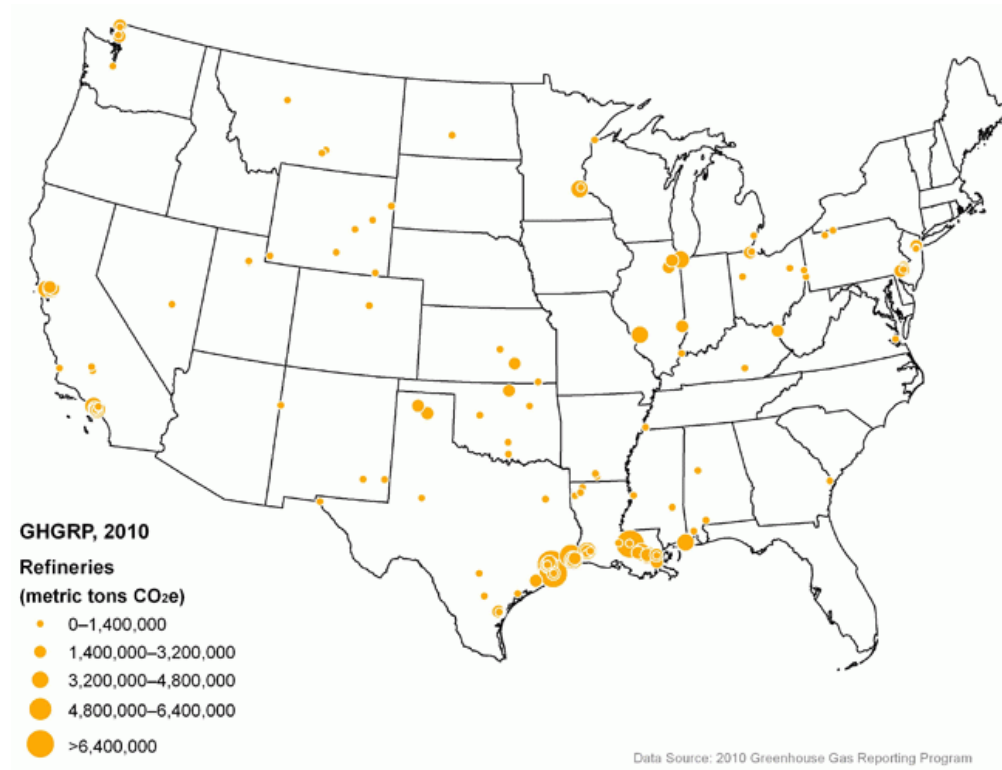 GHGRP, 2010
Refineries
(metric tons CO₂e)
0–1,400,000
1,400,000–3,200,000
3,200,000–4,800,000
4,800,000–6,400,000
>6,400,000
Data Source: 2010 Greenhouse Gas Reporting Program